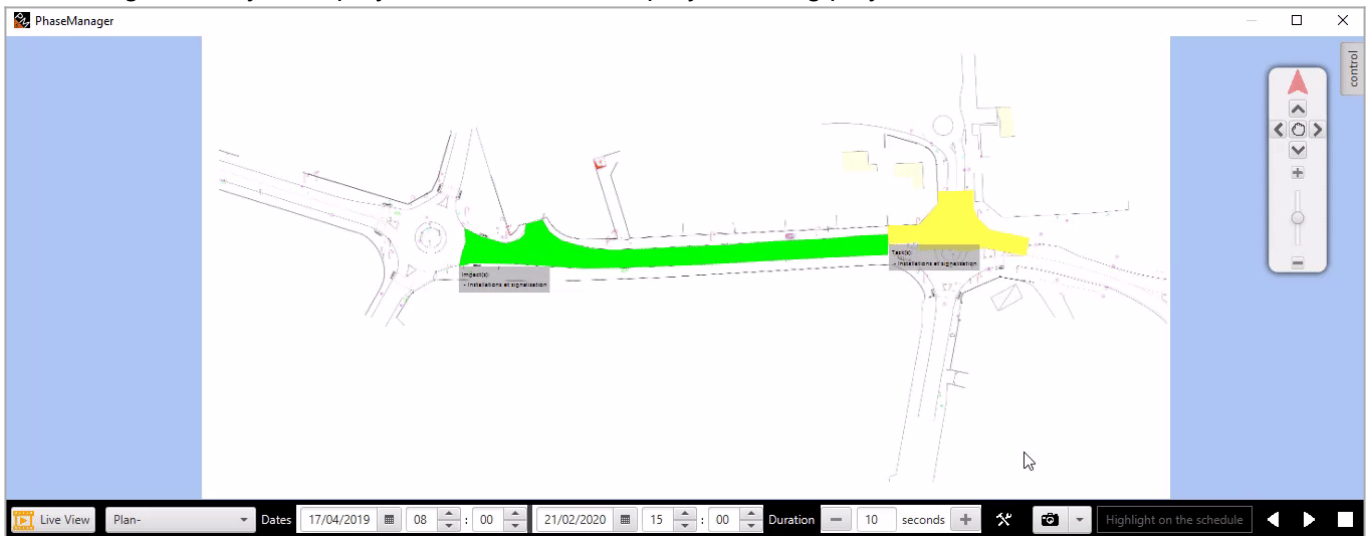 PhaseManager
control
Impact(s)
- Installations et signalisation
Task(s)
- Installations et signalisation
Live View Plan- Dates 17/04/2019 08 : 00 21/02/2020 15 : 00 Duration 10 seconds Highlight on the schedule